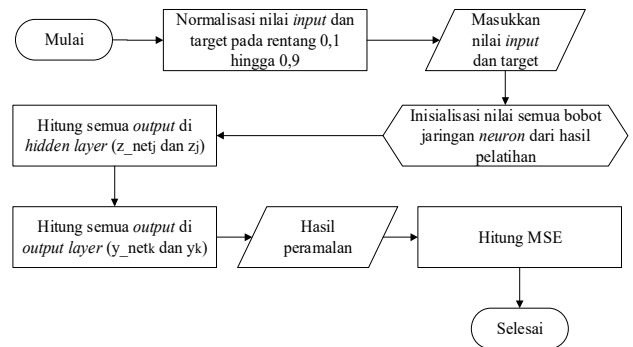 Mulai
Normalisasi nilai input dan
target pada rentang 0,1
hingga 0,9
Masukkan
nilai input
dan target
Inisialisasi nilai semua bobot
jaringan neuron dari hasil
pelatihan
Hitung semua output di
hidden layer (z_netj dan zj)
Hitung semua output di
output layer (y_netk dan yk)
Hasil
peramalan
Hitung MSE
Selesai